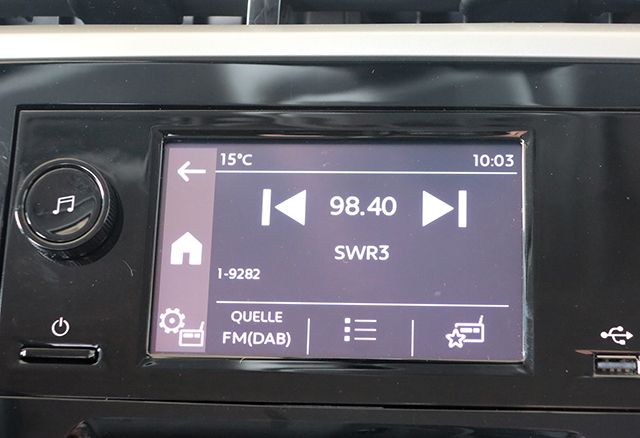 15°C 10:03
98.40
SWR3
1-9282
QUELLE
FM(DAB)